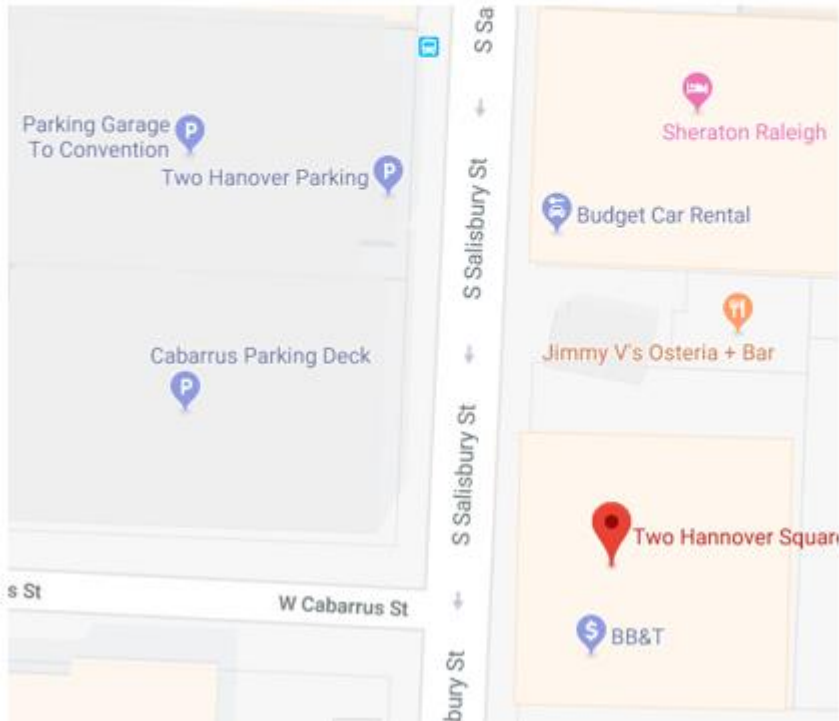 S Sa
Sheraton Raleigh
Parking Garage
To Convention
Two Hanover Parking
P
P
S Salisbury St
Budget Car Rental
Cabarrus Parking Deck
P
Jimmy V's Osteria + Bar
S Salisbury St
Two Hannover Square
s St
W Cabarrus St
$
BB&T
bury St